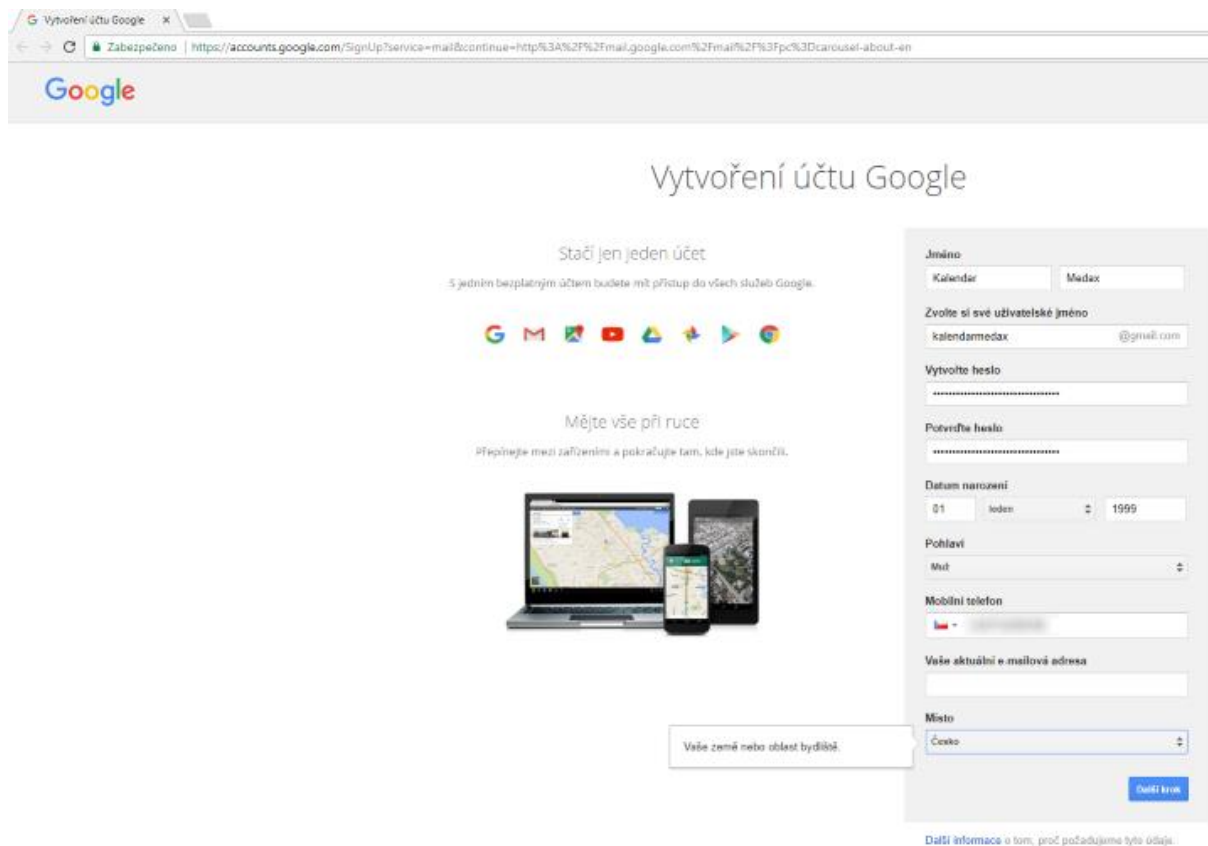 Vytvoření účtu Google
Zabezpečeno | https://accounts.google.com/SignUp?service=mail&continue=http%3A%2F%2Fmail.google.com%2Fmail%2F%3Fpc%3Dcarousel-about-en
Google
Vytvoření účtu Google
Stačí jen jeden účet
S jedním bezplatným účtem budete mít přístup do všech služeb Google.
Mějte vše při ruce
Přepínejte mezi zařízeními a pokračujte tam, kde jste skončili.
Jméno
Kalendar Medax
Zvolte si své uživatelské jméno
kalendarmedax @gmail.com
Vytvořte heslo
Potvrďte heslo
Datum narození
01 leden 1999
Pohlaví
Muž
Mobilní telefon
Vaše aktuální e-mailová adresa
Místo
Vaše země nebo oblast bydliště.
Česko
Další krok
Další informace o tom, proč požadujeme tyto údaje.